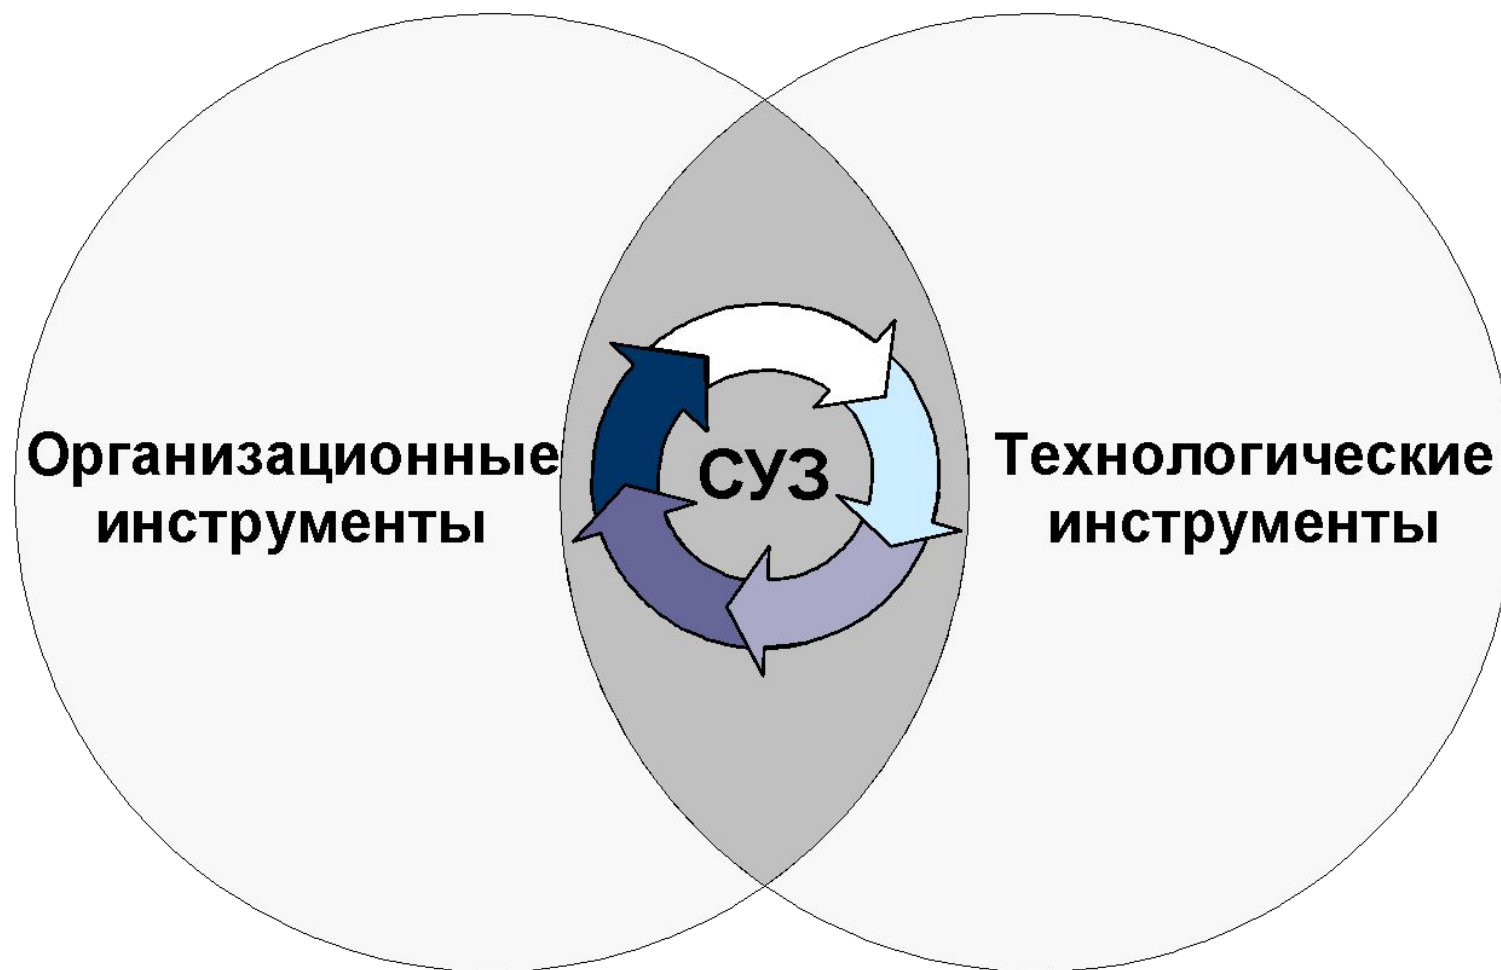 Организационные
инструменты
СУЗ
Технологические
инструменты